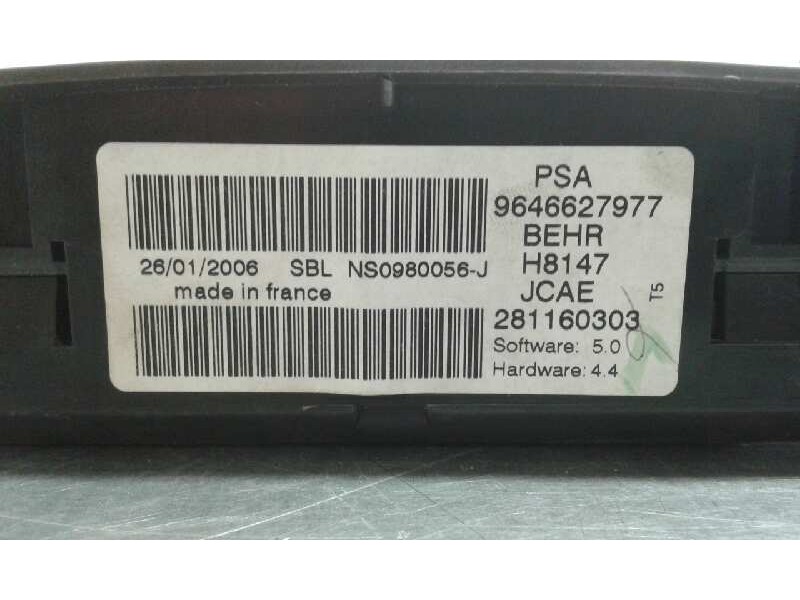 26/01/2006 SBL NS0980056-J
made in france
PSA
9646627977
BEHR
H8147
JCAE
281160303
Software: 5.0
Hardware: 4.4
T5